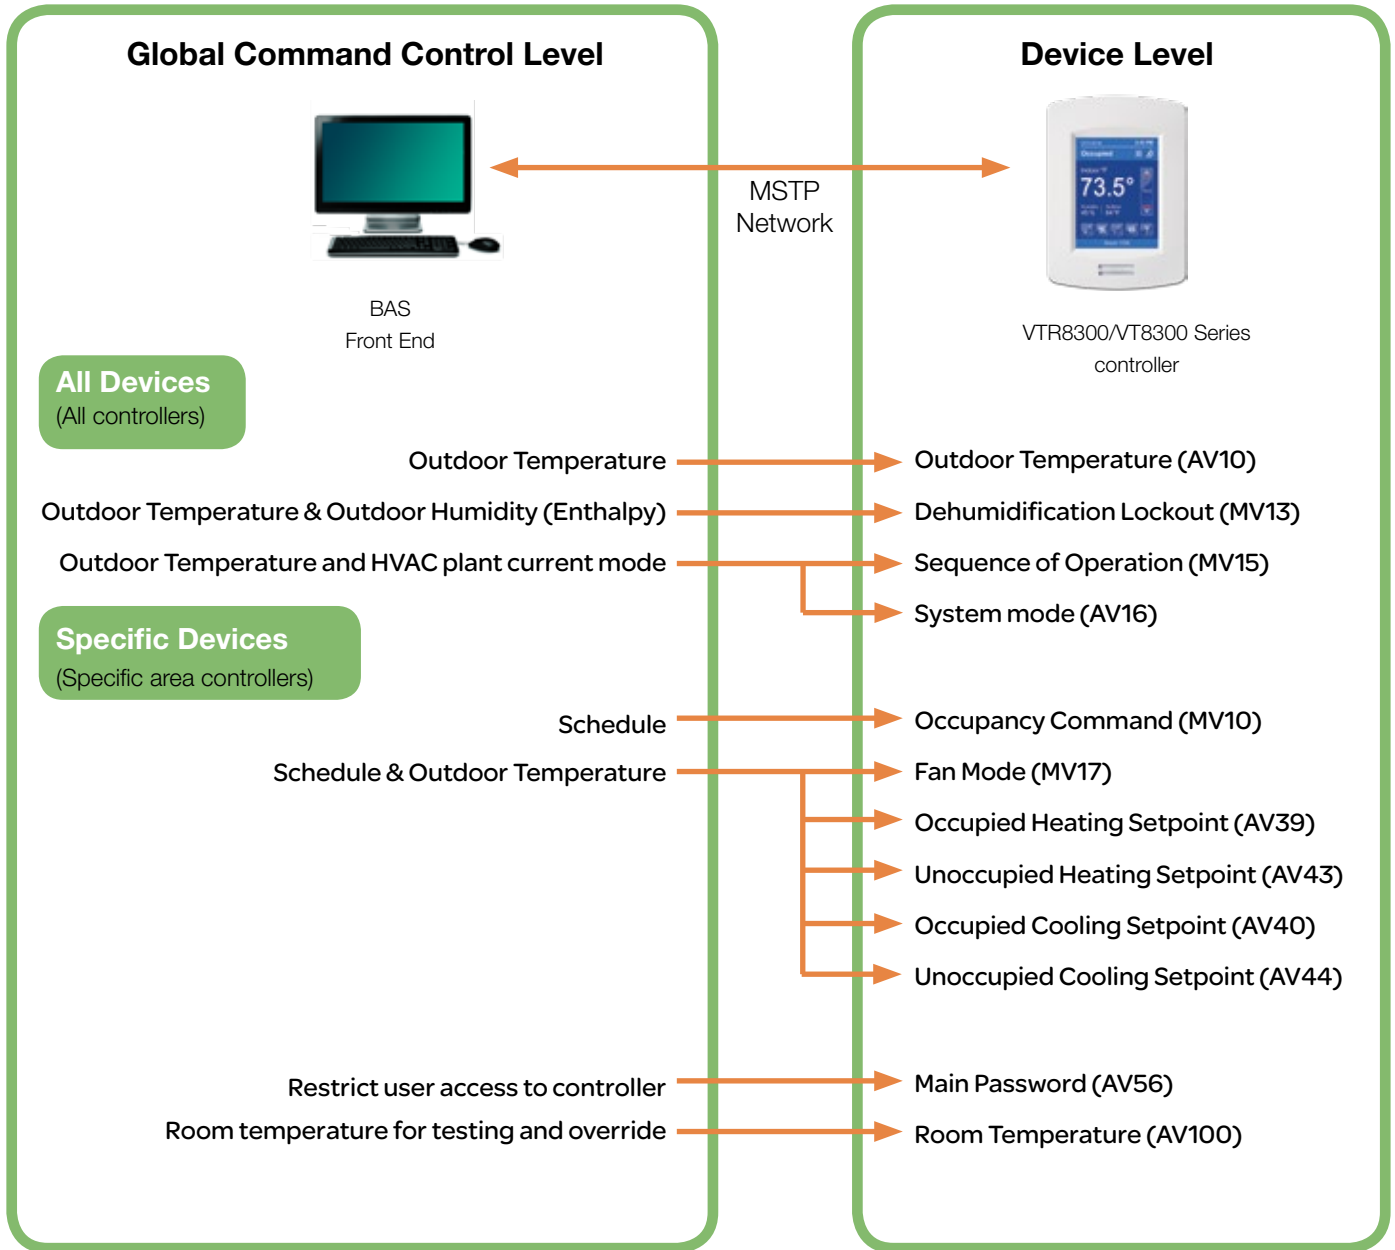 Global Command Control Level
Device Level
Occupied
73.5°
MSTP
Network
BAS
Front End
VTR8300/VT8300 Series
controller
All Devices
(All controllers)
Outdoor Temperature
Outdoor Temperature (AV10)
Outdoor Temperature & Outdoor Humidity (Enthalpy)
Dehumidification Lockout (MV13)
Outdoor Temperature and HVAC plant current mode
Sequence of Operation (MV15)
System mode (AV16)
Specific Devices
(Specific area controllers)
Schedule
Occupancy Command (MV10)
Schedule & Outdoor Temperature
Fan Mode (MV17)
Occupied Heating Setpoint (AV39)
Unoccupied Heating Setpoint (AV43)
Occupied Cooling Setpoint (AV40)
Unoccupied Cooling Setpoint (AV44)
Restrict user access to controller
Main Password (AV56)
Room temperature for testing and override
Room Temperature (AV100)